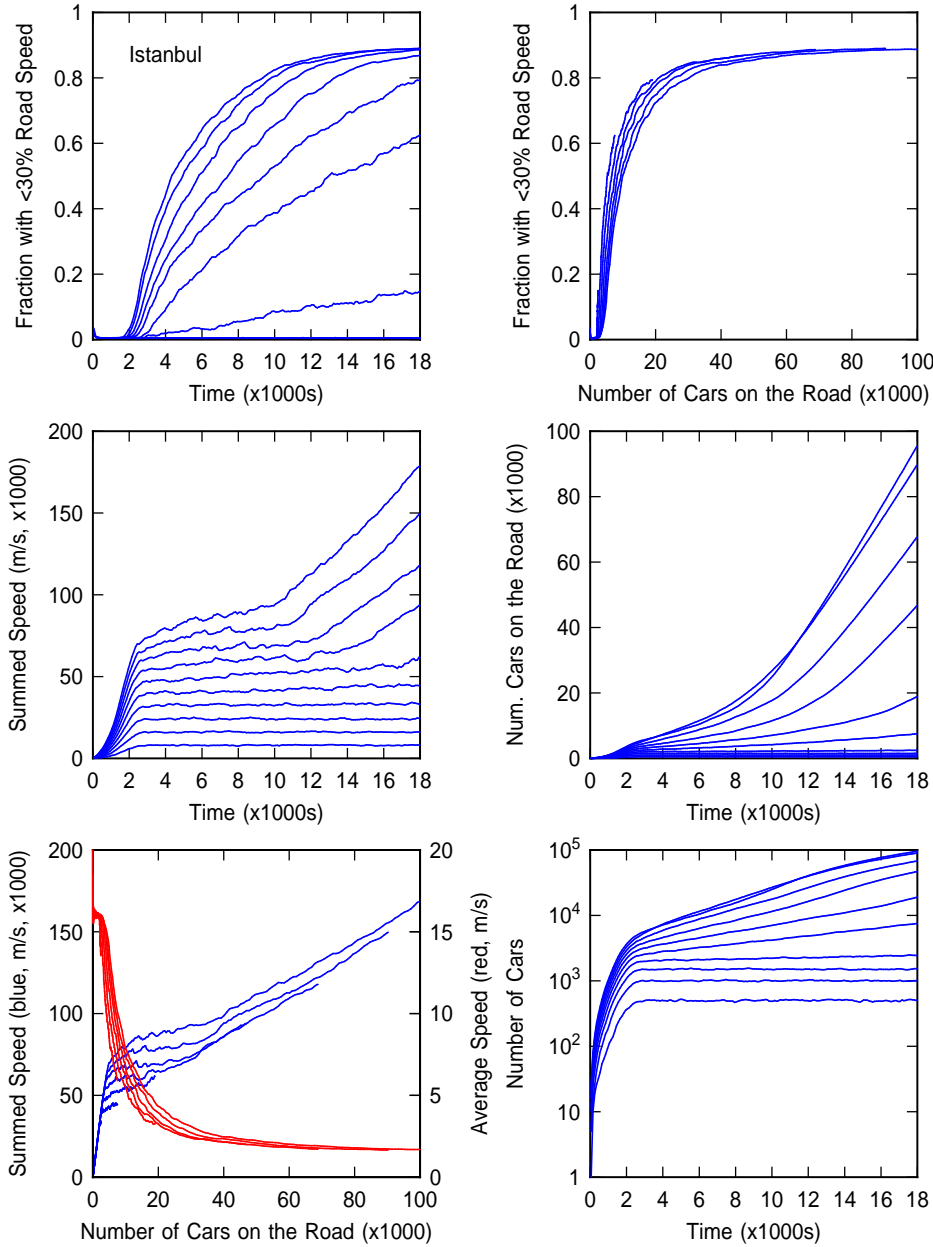 Istanbul
Fraction with <30% Road Speed
1
0.8
0.6
0.4
0.2
0
0 2 4 6 8 10 12 14 16 18
Time (x1000s)
Fraction with <30% Road Speed
1
0.8
0.6
0.4
0.2
0
0 20 40 60 80 100
Number of Cars on the Road (x1000)
Summed Speed (m/s, x1000)
200
150
100
50
0
0 2 4 6 8 10 12 14 16 18
Time (x1000s)
Num. Cars on the Road (x1000)
100
80
60
40
20
0
0 2 4 6 8 10 12 14 16 18
Time (x1000s)
Summed Speed (blue, m/s, x1000)
200
150
100
50
0
0 20 40 60 80 100
Number of Cars on the Road (x1000)
20
15
10
5
0
Average Speed (red, m/s)
Number of Cars
10^5
10^4
10^3
10^2
10
1
0 2 4 6 8 10 12 14 16 18
Time (x1000s)